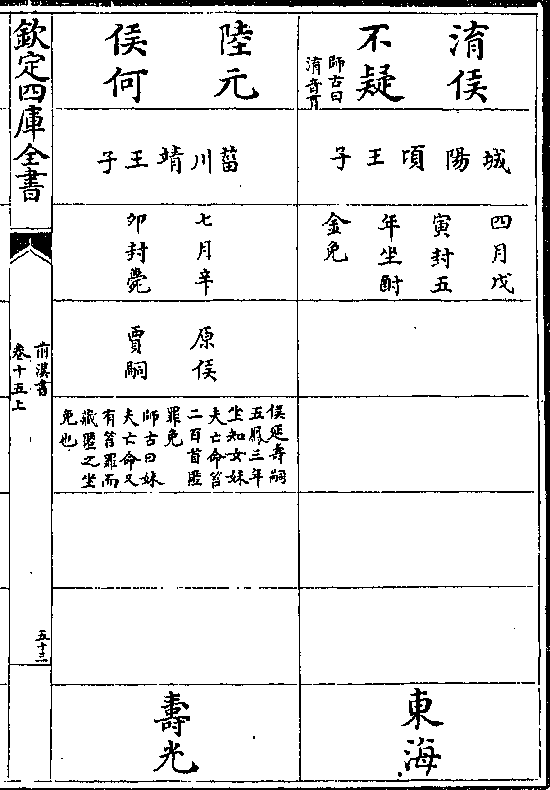 淯侯
不疑
師古曰
淯音育
城陽頃王子
四月戊
寅封五
年坐酎
金免
東海
陸元
侯何
菑川靖王子
七月辛
卯封薨
原侯
賈嗣
侯延壽嗣
五鳳三年
坐知女妹
夫亡命笞
二百首匿
罪免
師古曰妹
夫亡命又
有笞罪而
藏匿之坐
免也
壽光
欽定四庫全書
前漢書
卷十五上
五十三